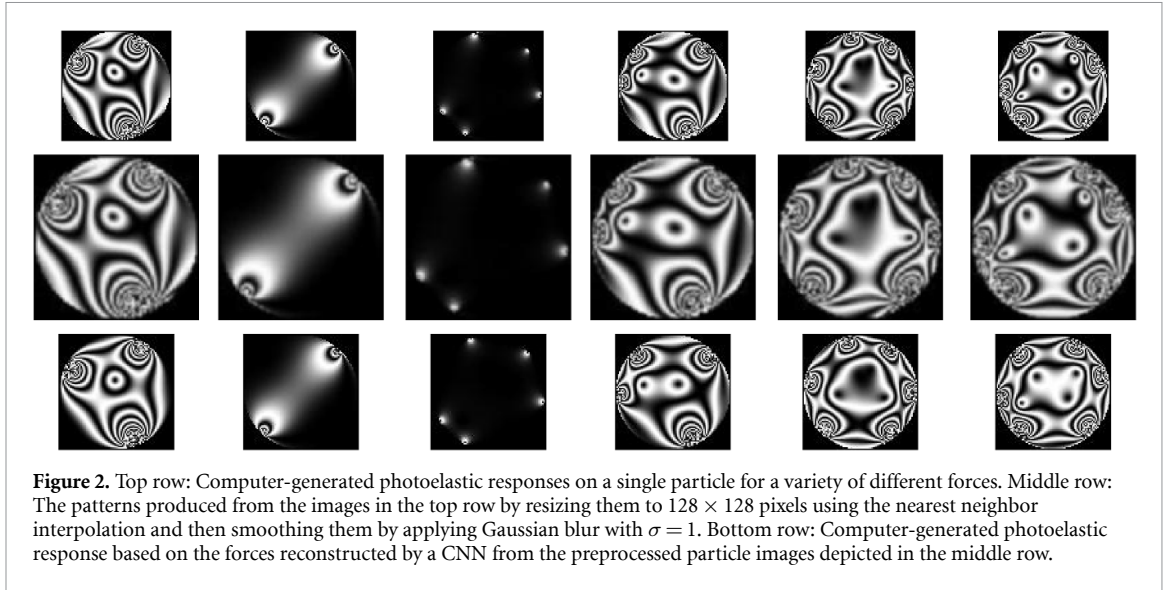 Figure 2. Top row: Computer-generated photoelastic responses on a single particle for a variety of different forces. Middle row:
The patterns produced from the images in the top row by resizing them to 128 × 128 pixels using the nearest neighbor
interpolation and then smoothing them by applying Gaussian blur with σ = 1. Bottom row: Computer-generated photoelastic
response based on the forces reconstructed by a CNN from the preprocessed particle images depicted in the middle row.